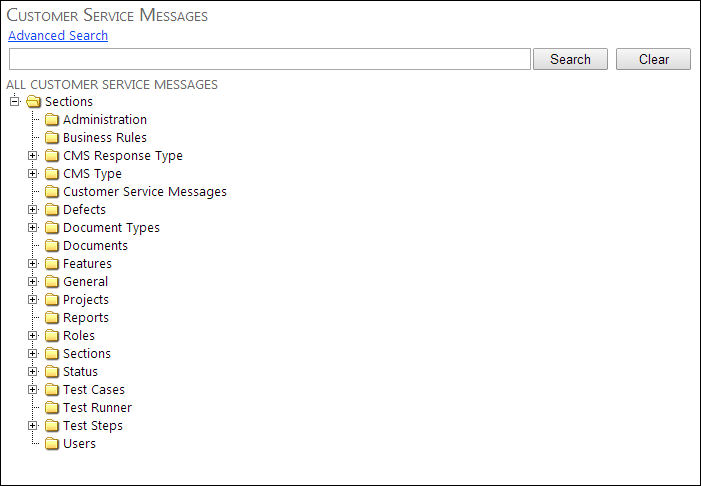 Customer Service Messages
Advanced Search
Search Clear
ALL CUSTOMER SERVICE MESSAGES
Sections
Administration
Business Rules
CMS Response Type
CMS Type
Customer Service Messages
Defects
Document Types
Documents
Features
General
Projects
Reports
Roles
Sections
Status
Test Cases
Test Runner
Test Steps
Users